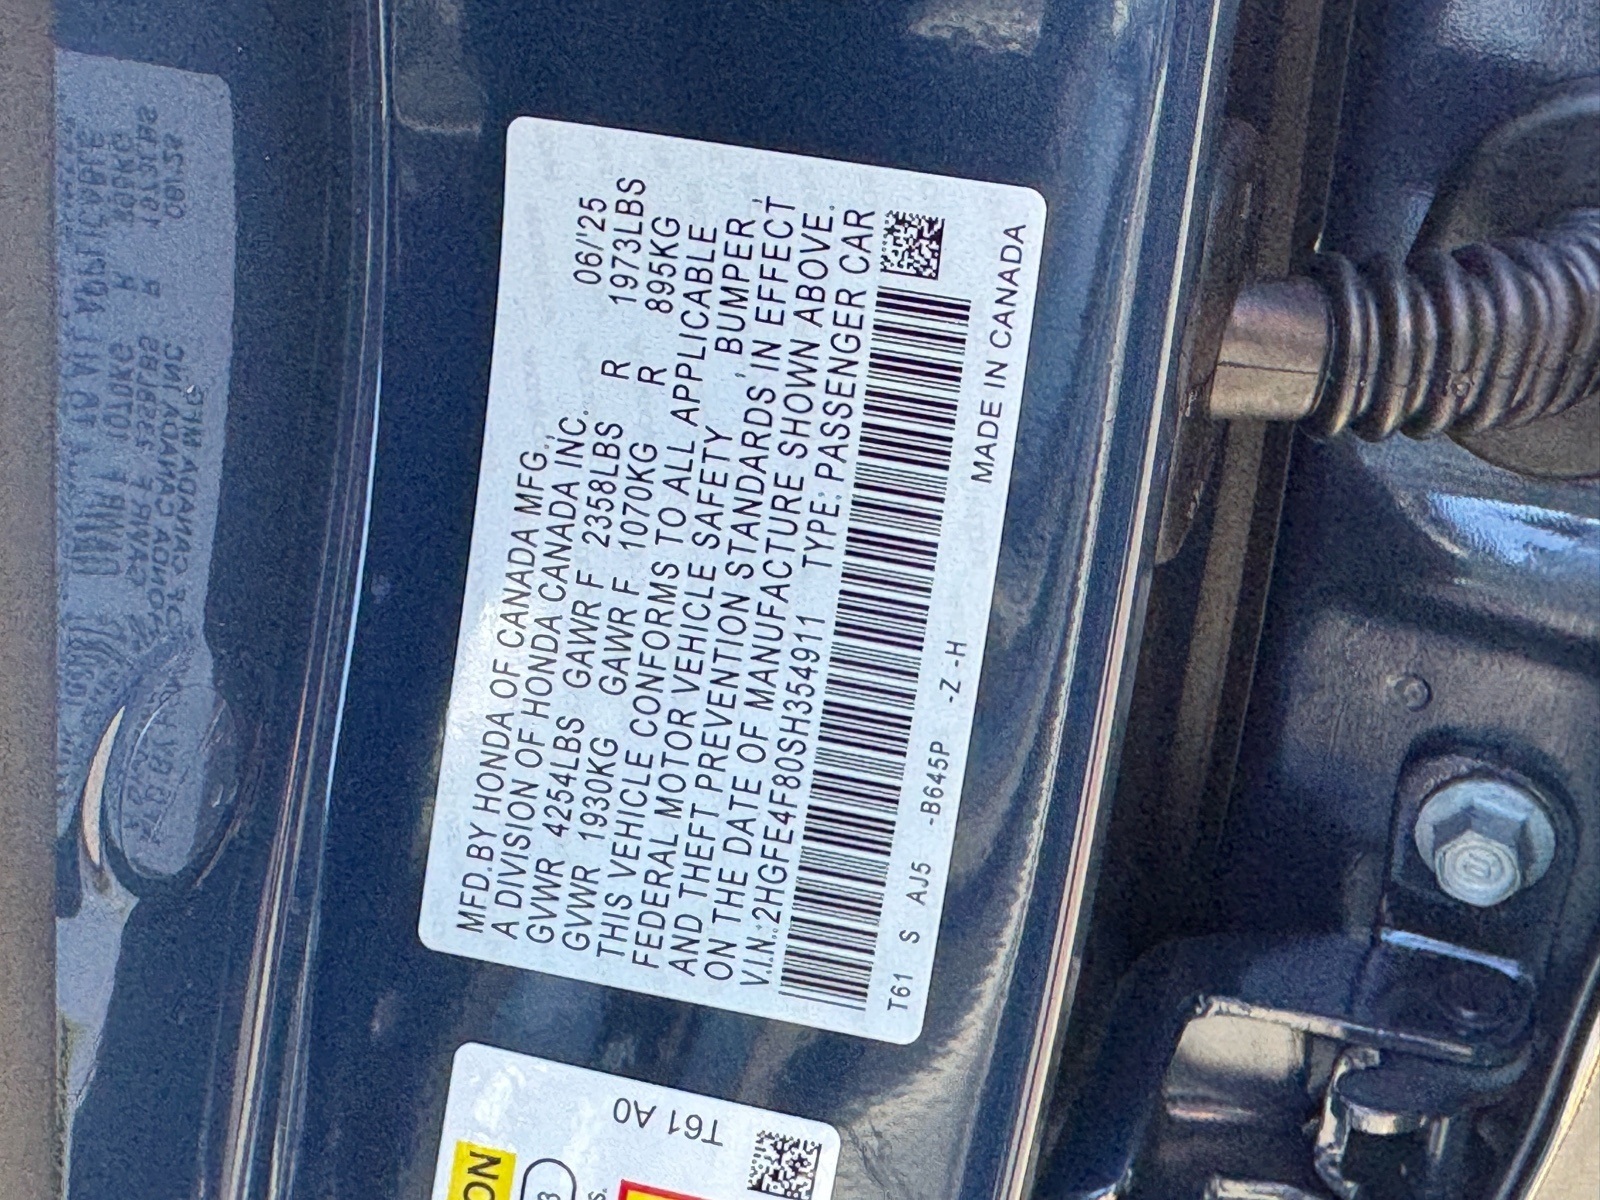 MFD.BY HONDA OF CANADA MFG.,
A DIVISION OF HONDA CANADA INC. 06/'25
GVWR 4254LBS GAWR F 2358LBS R 1973LBS
GVWR 1930KG GAWR F 1070KG R 895KG
THIS VEHICLE CONFORMS TO ALL APPLICABLE
FEDERAL MOTOR VEHICLE SAFETY, BUMPER,
AND THEFT PREVENTION STANDARDS IN EFFECT
ON THE DATE OF MANUFACTURE SHOWN ABOVE.
V.I.N.:2HGFE4F80SH354911 TYPE: PASSENGER CAR
T61 S AJ5 -B645P -Z -H
MADE IN CANADA
T61 A0
ON